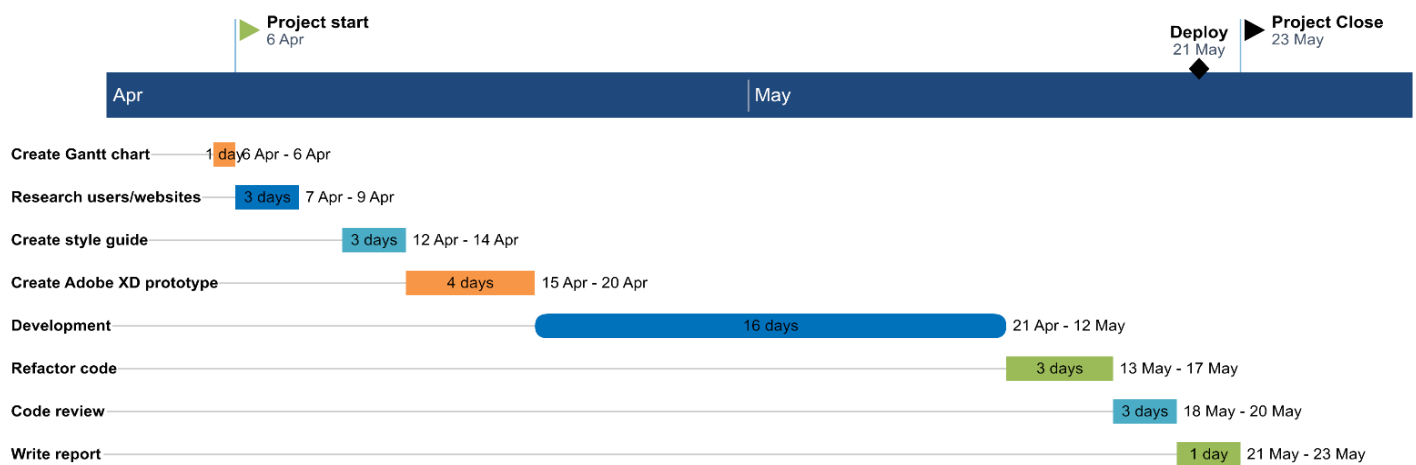 Project start
6 Apr
Deploy
21 May
Project Close
23 May
Apr
May
Create Gantt chart 1 day 6 Apr - 6 Apr
Research users/websites 3 days 7 Apr - 9 Apr
Create style guide 3 days 12 Apr - 14 Apr
Create Adobe XD prototype 4 days 15 Apr - 20 Apr
Development 16 days 21 Apr - 12 May
Refactor code 3 days 13 May - 17 May
Code review 3 days 18 May - 20 May
Write report 1 day 21 May - 23 May